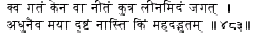 क्व गतं केन वा नीतं कुत्र लीनमिदं जगत् ।
अधुनैव मया दृष्टं नास्ति किं महदद्भुतम् ॥ ४८३॥